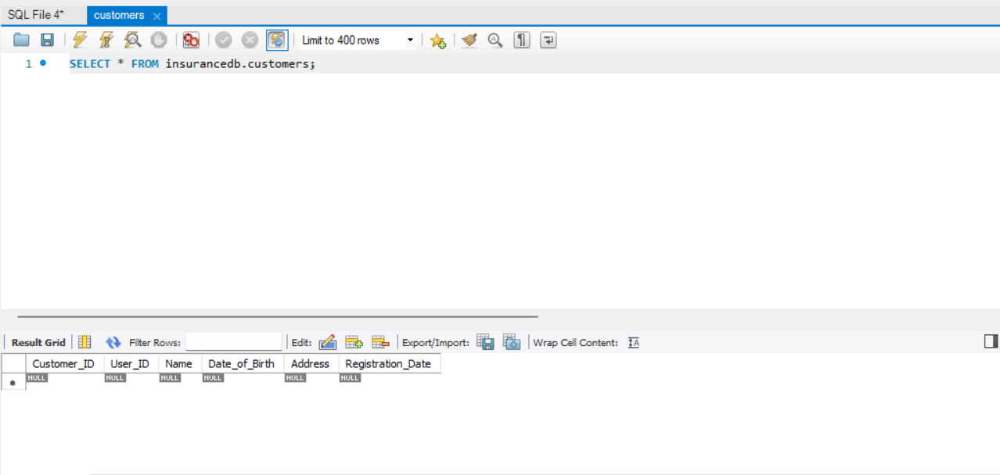 SQL File 4* customers ×
Limit to 400 rows
1 SELECT * FROM insurancedb.customers;
Result Grid Filter Rows: Edit: Export/Import: Wrap Cell Content: IA
Customer_ID User_ID Name Date_of_Birth Address Registration_Date
* NULL NULL NULL NULL NULL NULL